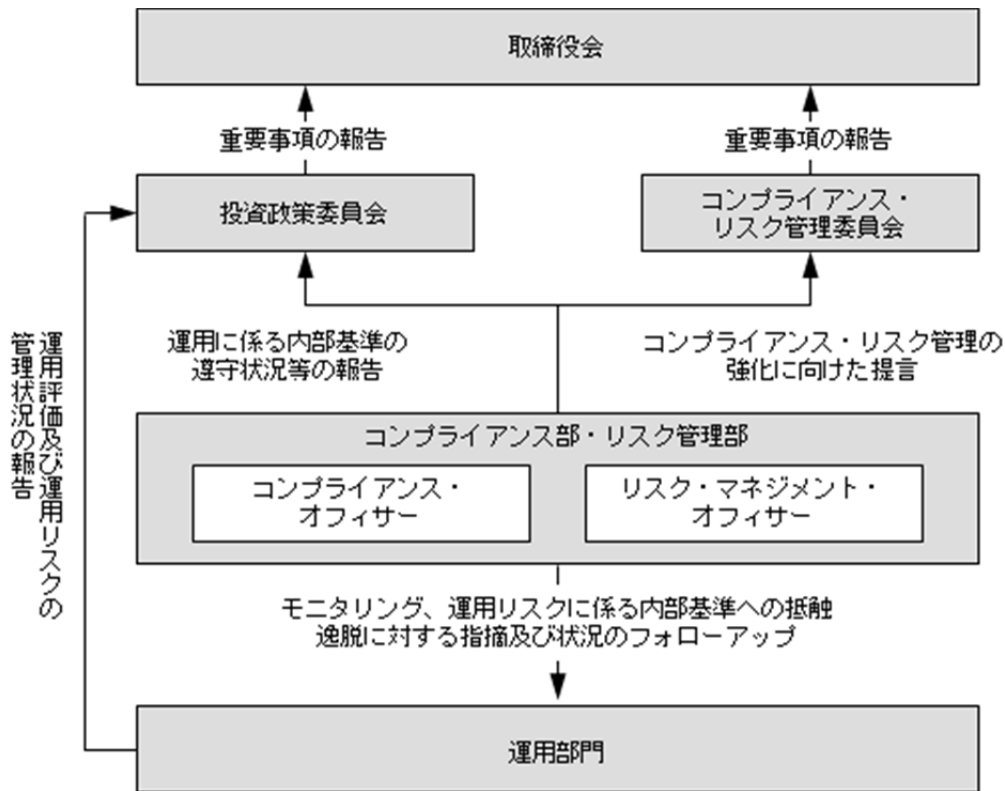 取締役会
重要事項の報告
重要事項の報告
投資政策委員会
コンプライアンス・
リスク管理委員会
運用に係る内部基準の
遵守状況等の報告
コンプライアンス・リスク管理の
強化に向けた提言
運用評価及び運用リスクの
管理状況の報告
コンプライアンス部・リスク管理部
コンプライアンス・
オフィサー
リスク・マネジメント・
オフィサー
モニタリング、運用リスクに係る内部基準への抵触
逸脱に対する指摘及び状況のフォローアップ
運用部門